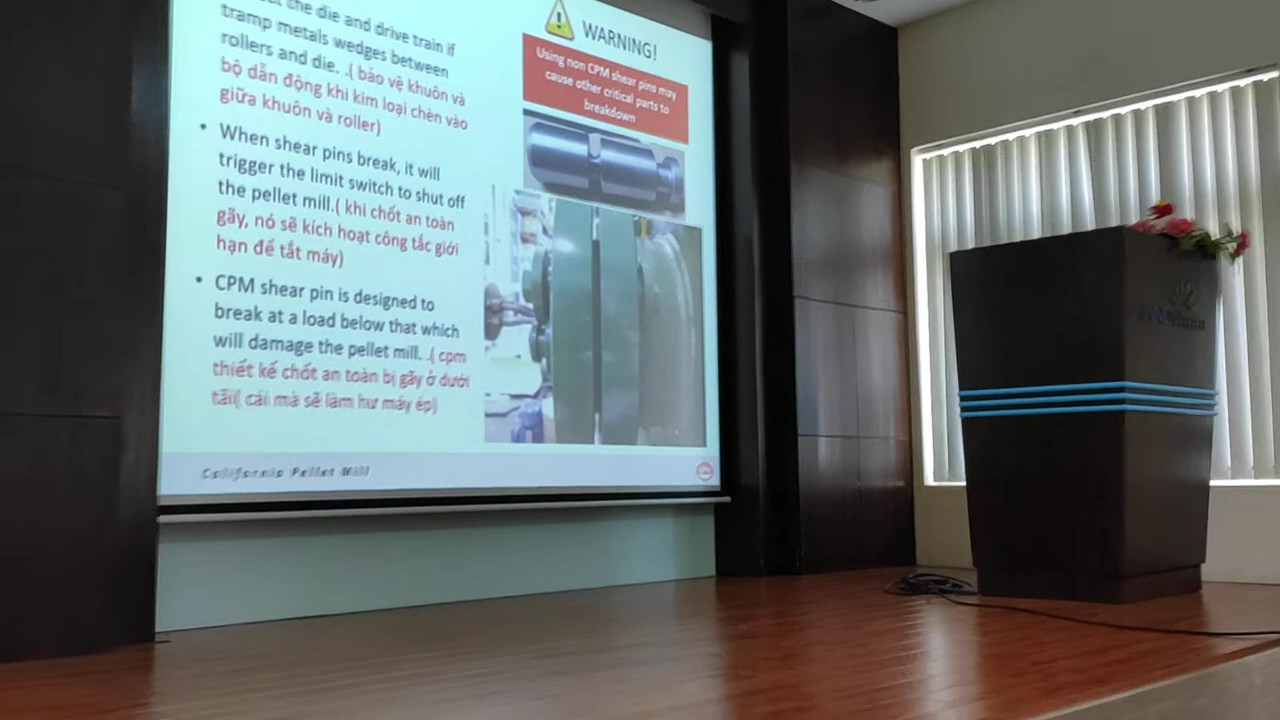 the die and drive train if
tramp metals wedges between
rollers and die. .( bảo vệ khuôn và
bộ dẫn động khi kim loại chèn vào
giữa khuôn và roller)
• When shear pins break, it will
trigger the limit switch to shut off
the pellet mill.( khi chốt an toàn
gãy, nó sẽ kích hoạt công tắc giới
hạn để tắt máy)
• CPM shear pin is designed to
break at a load below that which
will damage the pellet mill. .( cpm
thiết kế chốt an toàn bị gãy ở dưới
tãi( cái mà sẽ làm hư máy ép)
WARNING!
Using non CPM shear pins may
cause other critical parts to
breakdown
California Pellet Mill